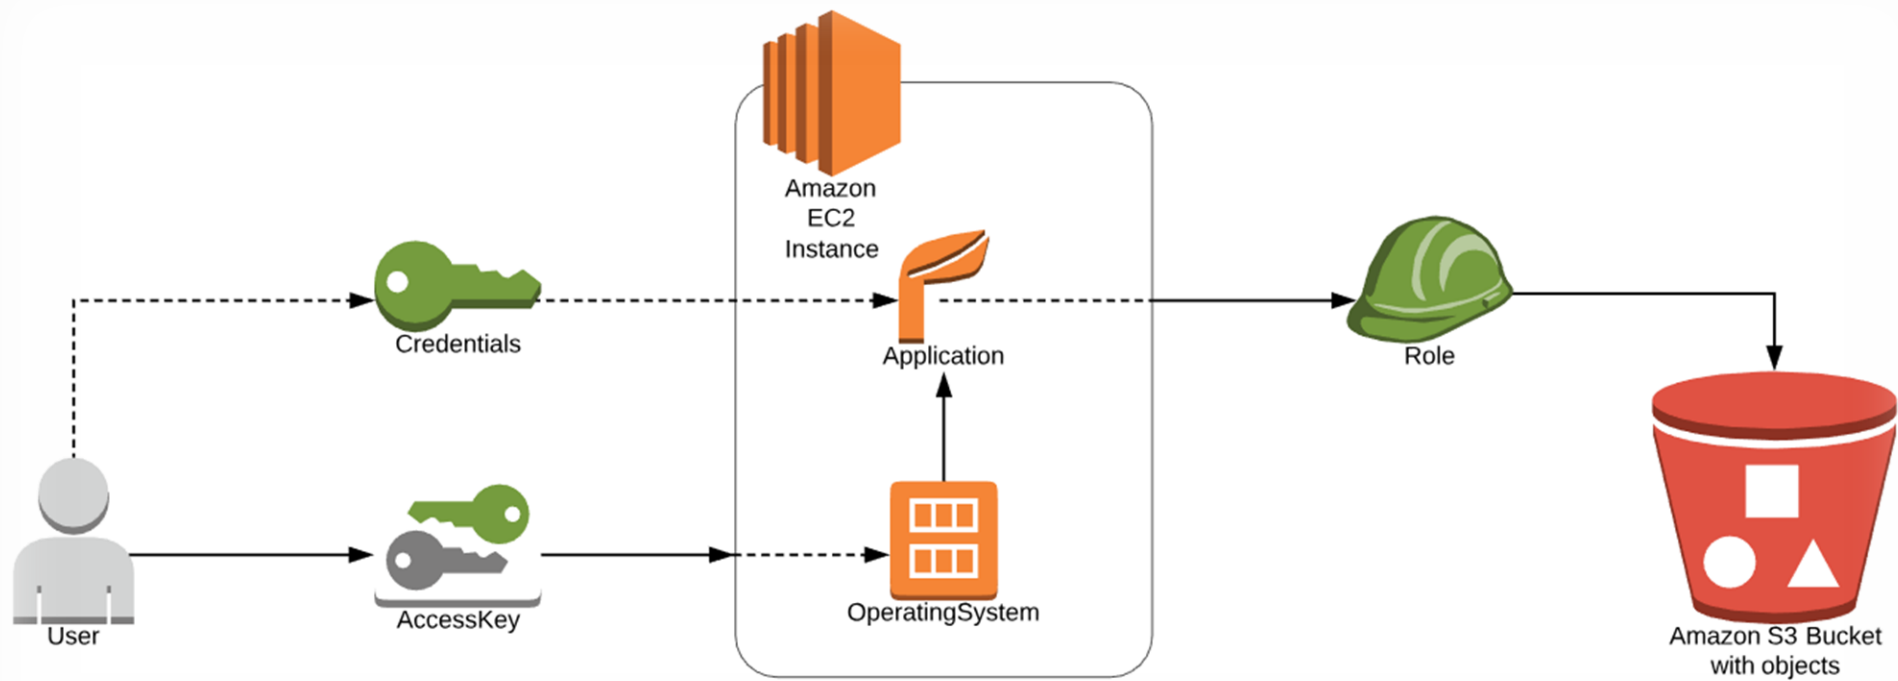 Amazon
EC2
Instance
Credentials
Application
Role
User
AccessKey
OperatingSystem
Amazon S3 Bucket
with objects